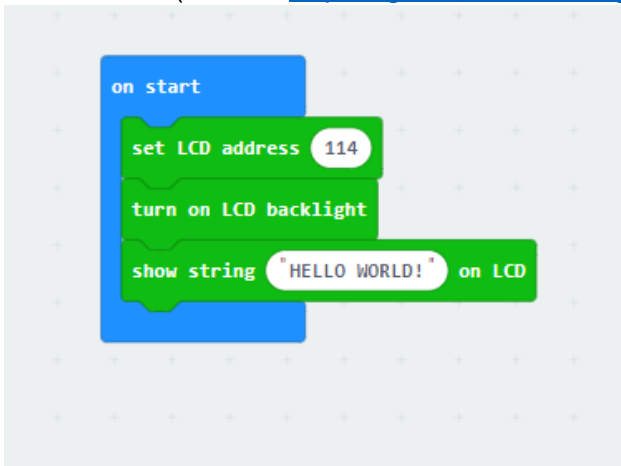 on start
set LCD address 114
turn on LCD backlight
show string "HELLO WORLD!" on LCD